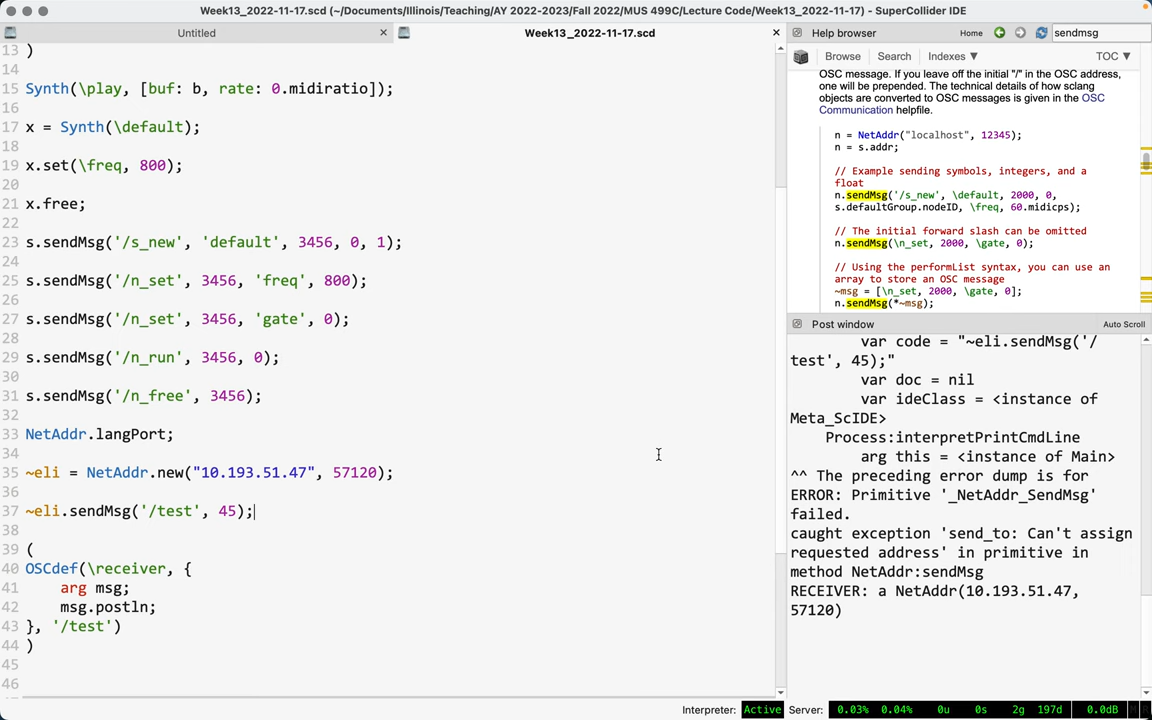 Week13_2022-11-17.scd (~/Documents/Illinois/Teaching/AY 2022-2023/Fall 2022/MUS 499C/Lecture Code/Week13_2022-11-17) - SuperCollider IDE
Untitled
Week13_2022-11-17.scd
13 )
14
15 Synth(\play, [buf: b, rate: 0.midiratio]);
16
17 x = Synth(\default);
18
19 x.set(\freq, 800);
20
21 x.free;
22
23 s.sendMsg('/s_new', 'default', 3456, 0, 1);
24
25 s.sendMsg('/n_set', 3456, 'freq', 800);
26
27 s.sendMsg('/n_set', 3456, 'gate', 0);
28
29 s.sendMsg('/n_run', 3456, 0);
30
31 s.sendMsg('/n_free', 3456);
32
33 NetAddr.langPort;
34
35 ~eli = NetAddr.new("10.193.51.47", 57120);
36
37 ~eli.sendMsg('/test', 45);
38
39 (
40 OSCdef(\receiver, {
41 arg msg;
42 msg.postln;
43 }, '/test')
44 )
45
46
Help browser
Home
sendmsg
Browse
Search
Indexes ▼
TOC ▼
OSC message. If you leave off the initial "/" in the OSC address,
one will be prepended. The technical details of how sclang
objects are converted to OSC messages is given in the OSC
Communication helpfile.
n = NetAddr("localhost", 12345);
n = s.addr;
// Example sending symbols, integers, and a
float
n.sendMsg('/s_new', \default, 2000, 0,
s.defaultGroup.nodeID, \freq, 60.midicps);
// The initial forward slash can be omitted
n.sendMsg(\n_set, 2000, \gate, 0);
// Using the performList syntax, you can use an
array to store an OSC message
~msg = [\n_set, 2000, \gate, 0];
n.sendMsg(*~msg);
Post window
Auto Scroll
var code = "~eli.sendMsg('/
test', 45);"
var doc = nil
var ideClass = <instance of
Meta_ScIDE>
Process:interpretPrintCmdLine
arg this = <instance of Main>
^^ The preceding error dump is for
ERROR: Primitive '_NetAddr_SendMsg'
failed.
caught exception 'send_to: Can't assign
requested address' in primitive in
method NetAddr:sendMsg
RECEIVER: a NetAddr(10.193.51.47,
57120)
Interpreter: Active Server: 0.03% 0.04% 0u 0s 2g 197d 0.0dB M R